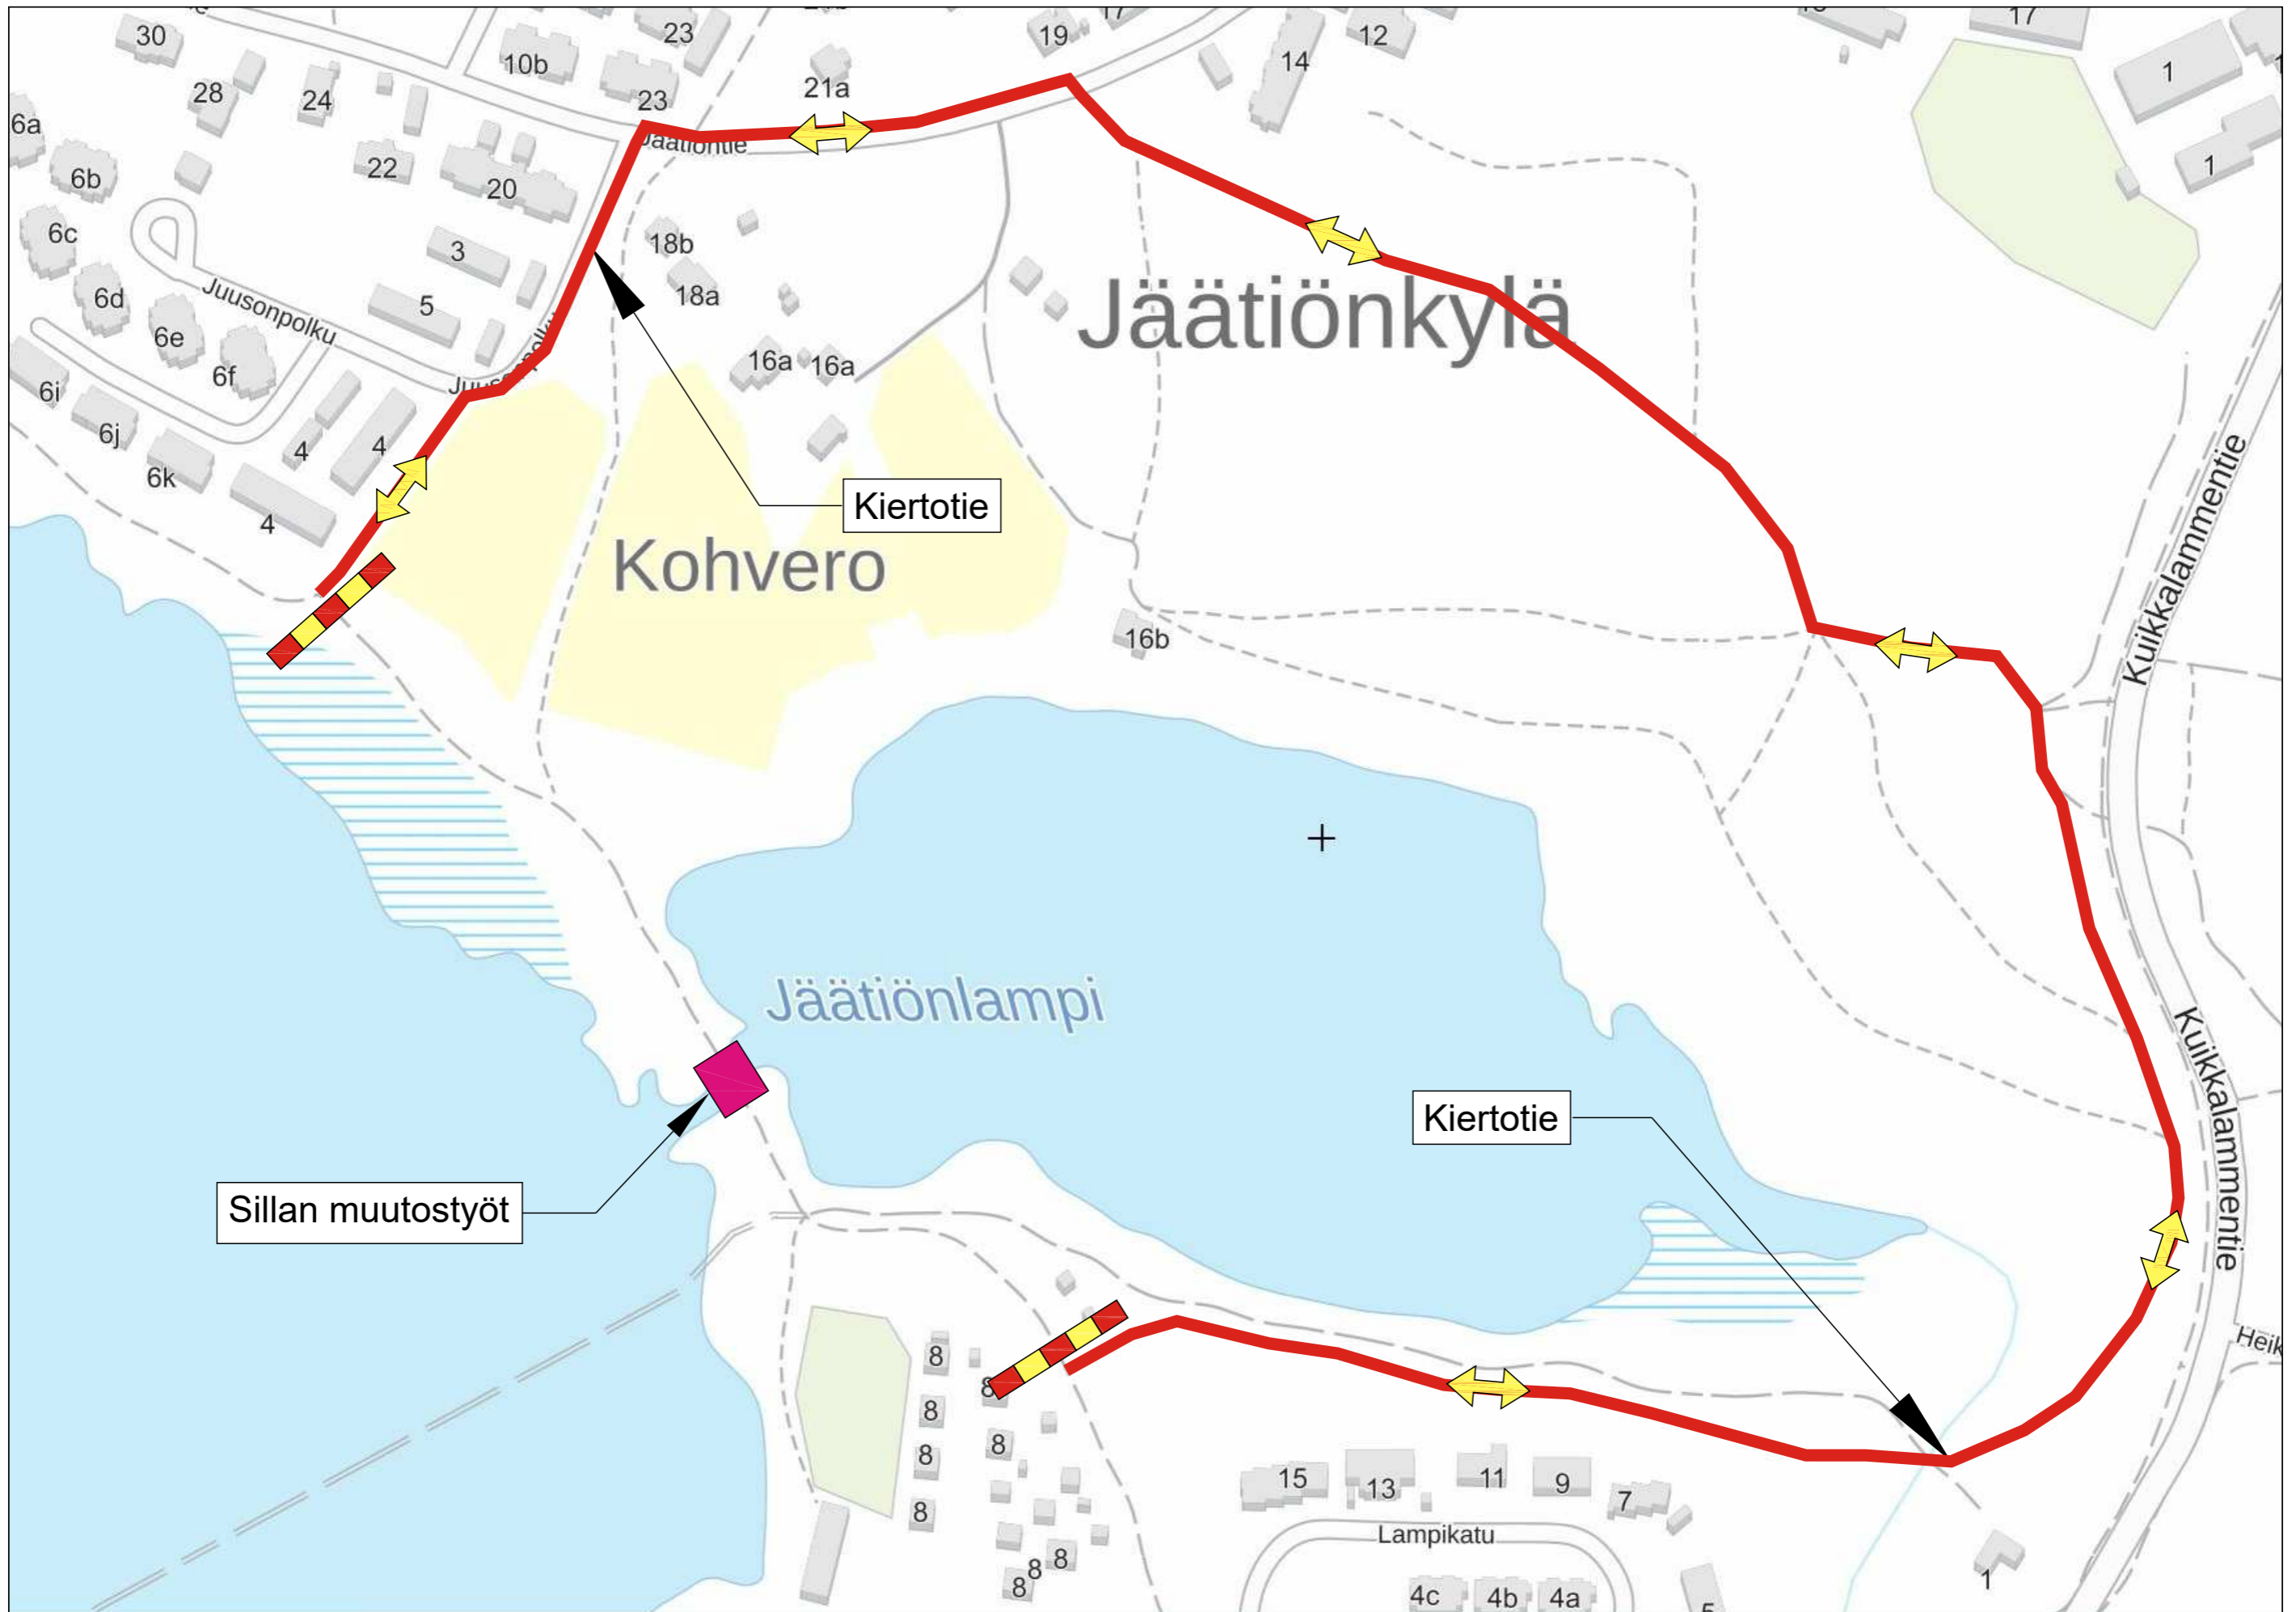 30
23
19
12
14
17
1
10b
28
24
23
21a
6a
22
20
6b
1
6c
3
18b
18a
6d
Juusonpolku
5
Jäätiöntie
Jäätiönkylä
6e
6f
16a
16a
6i
6j
4
4
6k
4
Kiertotie
Kohvero
16b
Kuikkalammentie
Jäätiönlampi
Kuikkalammentie
Kiertotie
Sillan muutostyöt
8
8
8
8
8
8
8
8
8
15
13
11
9
7
Lampikatu
4c
4b
4a
1